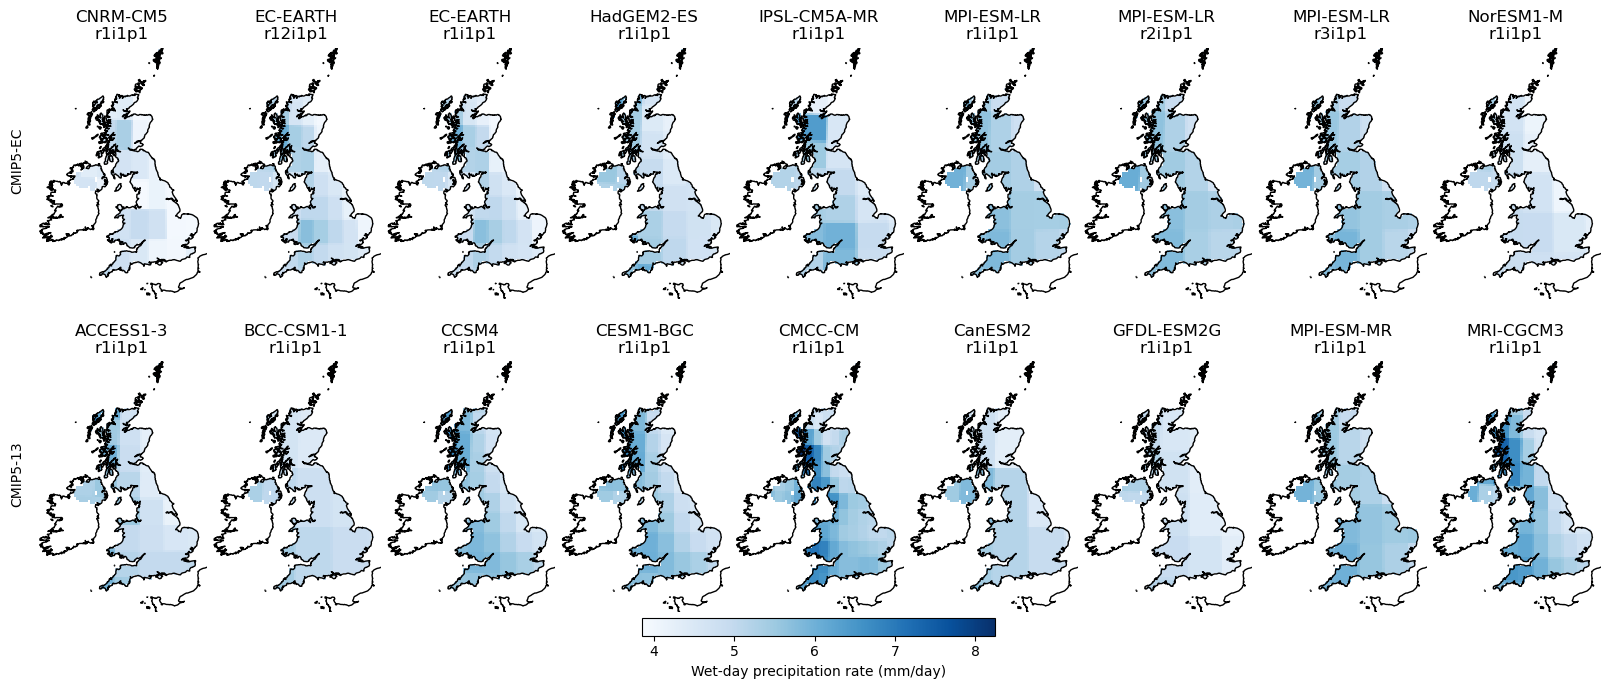 CNRM-CM5 EC-EARTH EC-EARTH HadGEM2-ES IPSL-CM5A-MR MPI-ESM-LR MPI-ESM-LR MPI-ESM-LR NorESM1-M
r1i1p1 r12i1p1 r1i1p1 r1i1p1 r1i1p1 r1i1p1 r2i1p1 r3i1p1 r1i1p1
CMIP5-EC
ACCESS1-3 BCC-CSM1-1 CCSM4 CESM1-BGC CMCC-CM CanESM2 GFDL-ESM2G MPI-ESM-MR MRI-CGCM3
r1i1p1 r1i1p1 r1i1p1 r1i1p1 r1i1p1 r1i1p1 r1i1p1 r1i1p1 r1i1p1
CMIP5-13
4 5 6 7 8
Wet-day precipitation rate (mm/day)